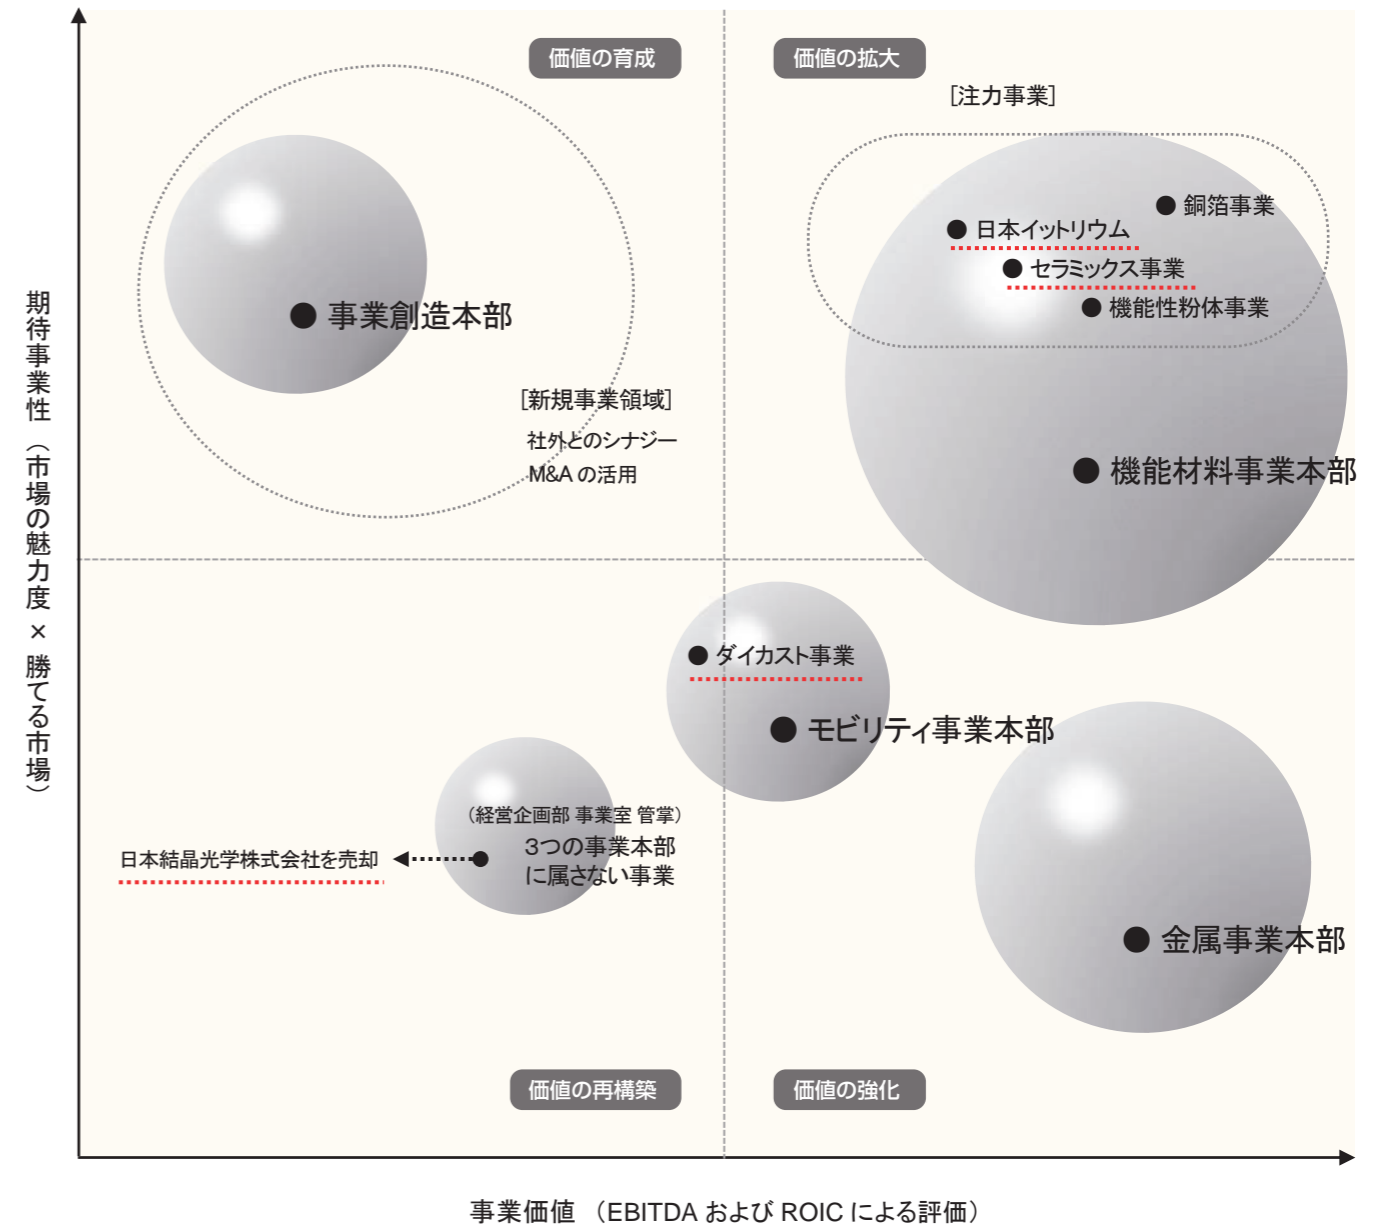 価値の育成
価値の拡大
[注力事業]
銅箔事業
日本イットリウム
セラミックス事業
機能性粉体事業
事業創造本部
[新規事業領域]
社外とのシナジー
M&Aの活用
機能材料事業本部
期待事業性（市場の魅力度×勝てる市場）
ダイカスト事業
モビリティ事業本部
（経営企画部 事業室 管掌）
3つの事業本部
に属さない事業
日本結晶光学株式会社を売却
金属事業本部
価値の再構築
価値の強化
事業価値 （EBITDA および ROIC による評価）